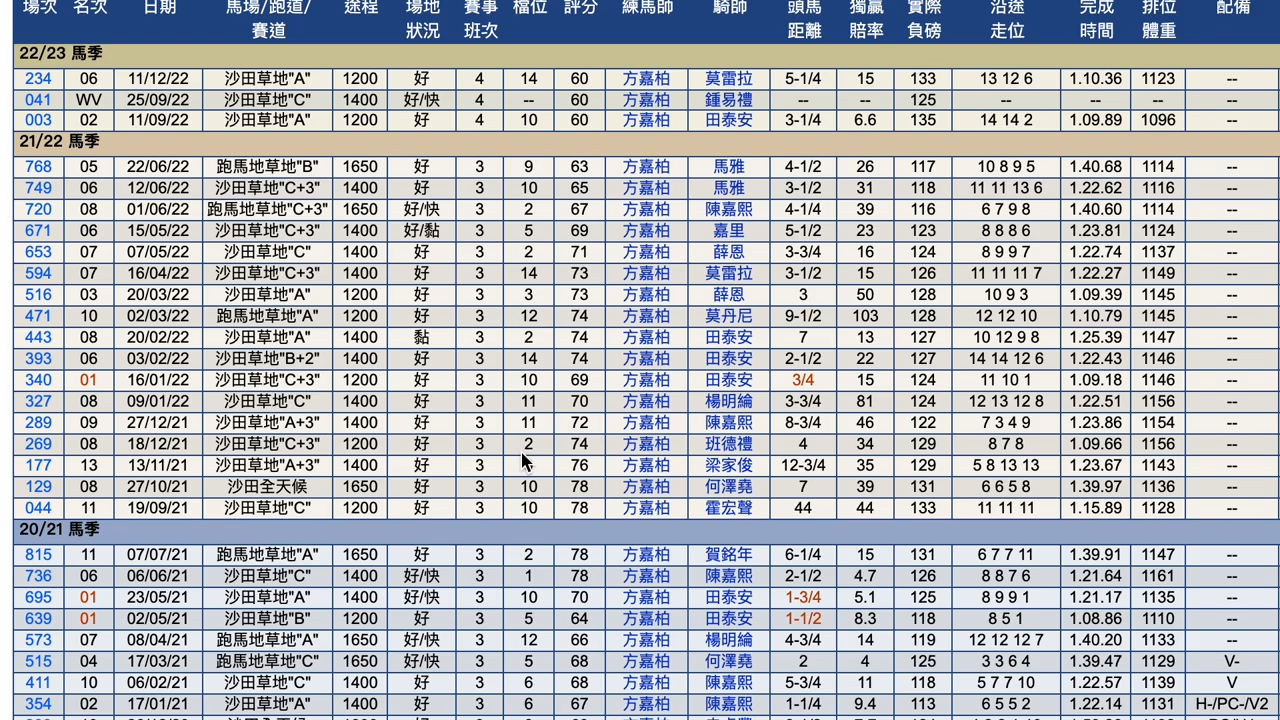 場次 名次 日期 馬場/跑道/ 途程 場地 賽事 檔位 評分 練馬師 騎師 頭馬 獨贏 實際 沿途 完成 排位 配備
賽道 狀況 班次 距離 賠率 負磅 走位 時間 體重
22/23 馬季
234 06 11/12/22 沙田草地"A" 1200 好 4 14 60 方嘉柏 莫雷拉 5-1/4 15 133 13 12 6 1.10.36 1123 --
041 WV 25/09/22 沙田草地"C" 1400 好/快 4 -- 60 方嘉柏 鍾易禮 -- -- 125 -- -- -- --
003 02 11/09/22 沙田草地"A" 1200 好 4 10 60 方嘉柏 田泰安 3-1/4 6.6 135 14 14 2 1.09.89 1096 --
21/22 馬季
768 05 22/06/22 跑馬地草地"B" 1650 好 3 9 63 方嘉柏 馬雅 4-1/2 26 117 10 8 9 5 1.40.68 1114 --
749 06 12/06/22 沙田草地"C+3" 1400 好 3 10 65 方嘉柏 馬雅 3-1/2 31 118 11 11 13 6 1.22.62 1116 --
720 08 01/06/22 跑馬地草地"C+3" 1650 好/快 3 2 67 方嘉柏 陳嘉熙 4-1/4 39 116 6 7 9 8 1.40.60 1114 --
671 06 15/05/22 沙田草地"C+3" 1400 好/黏 3 5 69 方嘉柏 嘉里 5-1/2 23 123 8 8 8 6 1.23.81 1124 --
653 07 07/05/22 沙田草地"C" 1400 好 3 2 71 方嘉柏 薛恩 3-3/4 16 124 8 9 9 7 1.22.74 1137 --
594 07 16/04/22 沙田草地"C+3" 1400 好 3 14 73 方嘉柏 莫雷拉 3-1/2 15 126 11 11 11 7 1.22.27 1149 --
516 03 20/03/22 沙田草地"A" 1200 好 3 3 73 方嘉柏 薛恩 3 50 128 10 9 3 1.09.39 1145 --
471 10 02/03/22 跑馬地草地"A" 1200 好 3 12 74 方嘉柏 莫丹尼 9-1/2 103 128 12 12 10 1.10.79 1145 --
443 08 20/02/22 沙田草地"A" 1400 黏 3 2 74 方嘉柏 田泰安 7 13 127 10 12 9 8 1.25.39 1147 --
393 06 03/02/22 沙田草地"B+2" 1400 好 3 14 74 方嘉柏 田泰安 2-1/2 22 127 14 14 12 6 1.22.43 1146 --
340 01 16/01/22 沙田草地"C+3" 1200 好 3 10 69 方嘉柏 田泰安 3/4 15 124 11 10 1 1.09.18 1146 --
327 08 09/01/22 沙田草地"C" 1400 好 3 11 70 方嘉柏 楊明綸 3-3/4 81 124 12 13 12 8 1.22.51 1156 --
289 09 27/12/21 沙田草地"A+3" 1400 好 3 11 72 方嘉柏 陳嘉熙 8-3/4 46 122 7 3 4 9 1.23.86 1154 --
269 08 18/12/21 沙田草地"C+3" 1200 好 3 2 74 方嘉柏 班德禮 4 34 129 8 7 8 1.09.66 1156 --
177 13 13/11/21 沙田草地"A+3" 1400 好 3 76 方嘉柏 梁家俊 12-3/4 35 129 5 8 13 13 1.23.67 1143 --
129 08 27/10/21 沙田全天候 1650 好 3 10 78 方嘉柏 何澤堯 7 39 131 6 6 5 8 1.39.97 1136 --
044 11 19/09/21 沙田草地"C" 1200 好 3 10 78 方嘉柏 霍宏聲 44 44 133 11 11 11 1.15.89 1128 --
20/21 馬季
815 11 07/07/21 跑馬地草地"A" 1650 好 3 2 78 方嘉柏 賀銘年 6-1/4 15 131 6 7 7 11 1.39.91 1147 --
736 06 06/06/21 沙田草地"C" 1400 好/快 3 1 78 方嘉柏 陳嘉熙 2-1/2 4.7 126 8 8 7 6 1.21.64 1161 --
695 01 23/05/21 沙田草地"A" 1400 好/快 3 10 70 方嘉柏 田泰安 1-3/4 5.1 125 8 9 9 1 1.21.17 1135 --
639 01 02/05/21 沙田草地"B" 1200 好 3 5 64 方嘉柏 田泰安 1-1/2 8.3 118 8 5 1 1.08.86 1110 --
573 07 08/04/21 跑馬地草地"A" 1650 好/快 3 12 66 方嘉柏 楊明綸 4-3/4 14 119 12 12 12 7 1.40.20 1133 --
515 04 17/03/21 跑馬地草地"C" 1650 好/快 3 5 68 方嘉柏 何澤堯 2 4 125 3 3 6 4 1.39.47 1129 V-
411 10 06/02/21 沙田草地"C" 1400 好 3 6 68 方嘉柏 陳嘉熙 5-3/4 11 118 5 7 7 10 1.22.57 1139 V
354 02 17/01/21 沙田草地"A" 1400 好 3 6 67 方嘉柏 陳嘉熙 1-1/4 9.4 113 6 5 5 2 1.22.14 1131 H-/PC-/V2